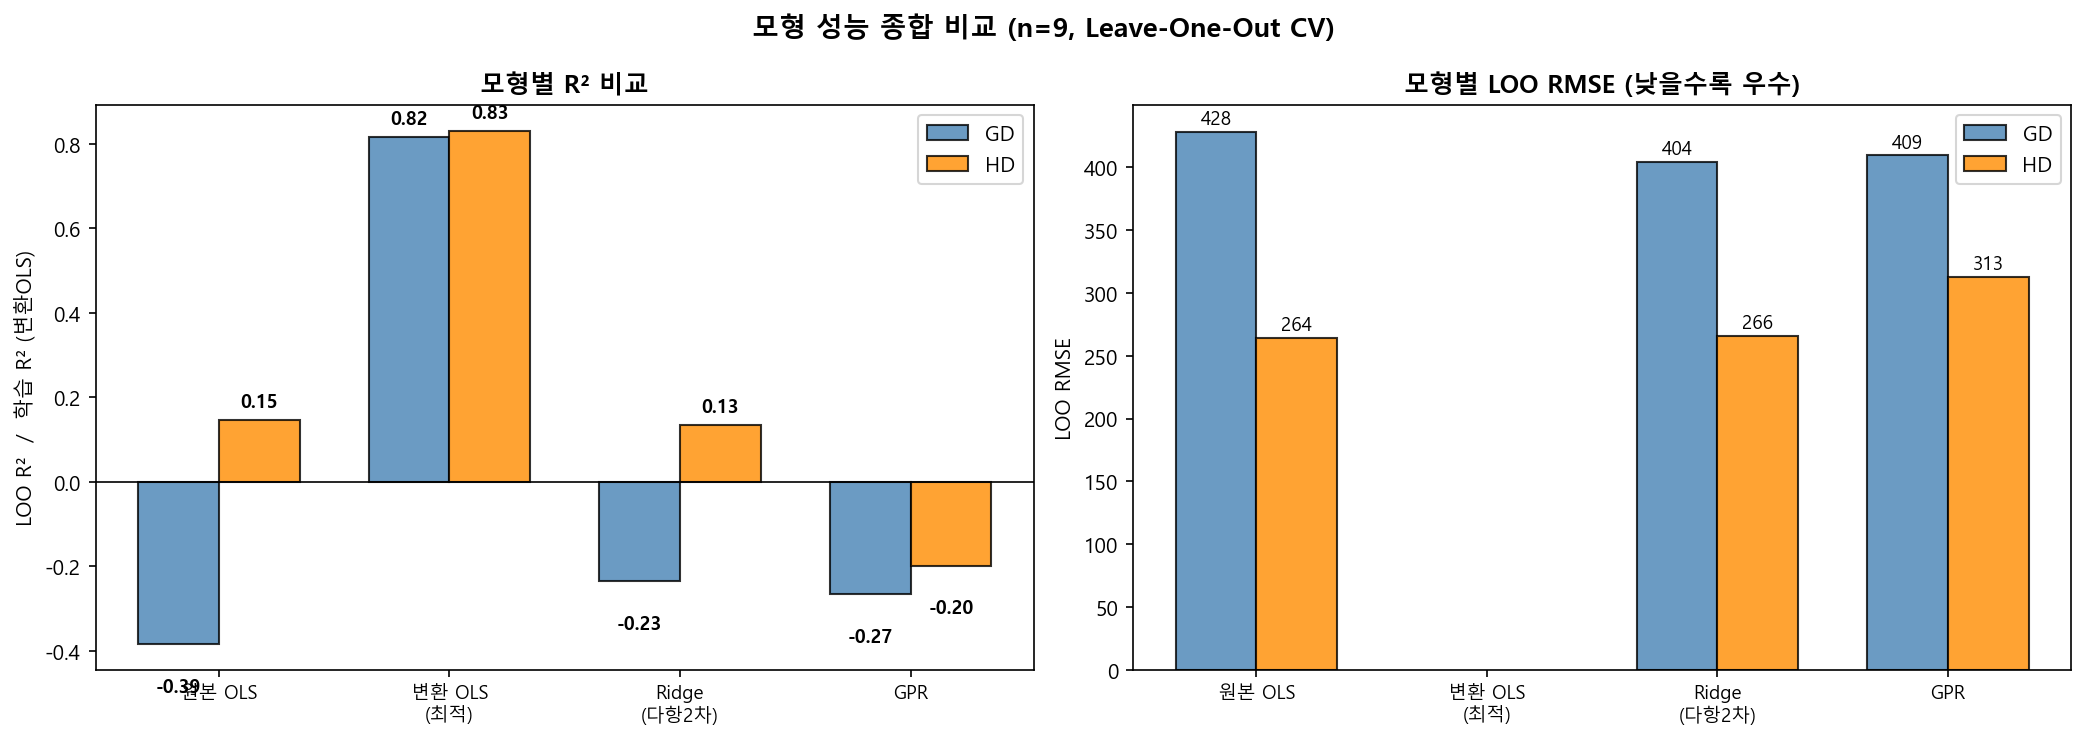 모형 성능 종합 비교 (n=9, Leave-One-Out CV)
모형별 R² 비교
LOO R² / 학습 R² (변환OLS)
0.8
0.6
0.4
0.2
0.0
-0.2
-0.4
-0.39
0.15
0.82
0.83
-0.23
0.13
-0.27
-0.20
GD
HD
원본 OLS
변환 OLS
(최적)
Ridge
(다항2차)
GPR
모형별 LOO RMSE (낮을수록 우수)
LOO RMSE
400
350
300
250
200
150
100
50
0
428
264
404
266
409
313
GD
HD
원본 OLS
변환 OLS
(최적)
Ridge
(다항2차)
GPR